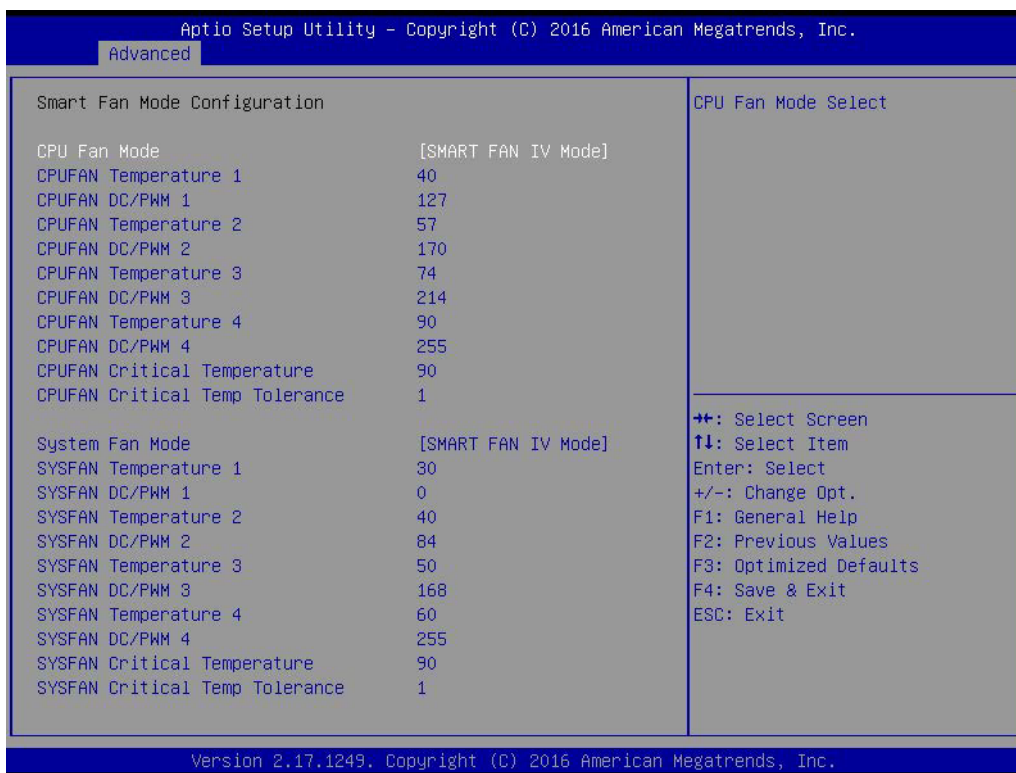 Aptio Setup Utility – Copyright (C) 2016 American Megatrends, Inc.
Advanced
Smart Fan Mode Configuration
CPU Fan Mode [SMART FAN IV Mode]
CPUFAN Temperature 1 40
CPUFAN DC/PWM 1 127
CPUFAN Temperature 2 57
CPUFAN DC/PWM 2 170
CPUFAN Temperature 3 74
CPUFAN DC/PWM 3 214
CPUFAN Temperature 4 90
CPUFAN DC/PWM 4 255
CPUFAN Critical Temperature 90
CPUFAN Critical Temp Tolerance 1
System Fan Mode [SMART FAN IV Mode]
SYSFAN Temperature 1 30
SYSFAN DC/PWM 1 0
SYSFAN Temperature 2 40
SYSFAN DC/PWM 2 84
SYSFAN Temperature 3 50
SYSFAN DC/PWM 3 168
SYSFAN Temperature 4 60
SYSFAN DC/PWM 4 255
SYSFAN Critical Temperature 90
SYSFAN Critical Temp Tolerance 1
CPU Fan Mode Select
→←: Select Screen
↑↓: Select Item
Enter: Select
+/-: Change Opt.
F1: General Help
F2: Previous Values
F3: Optimized Defaults
F4: Save & Exit
ESC: Exit
Version 2.17.1249. Copyright (C) 2016 American Megatrends, Inc.